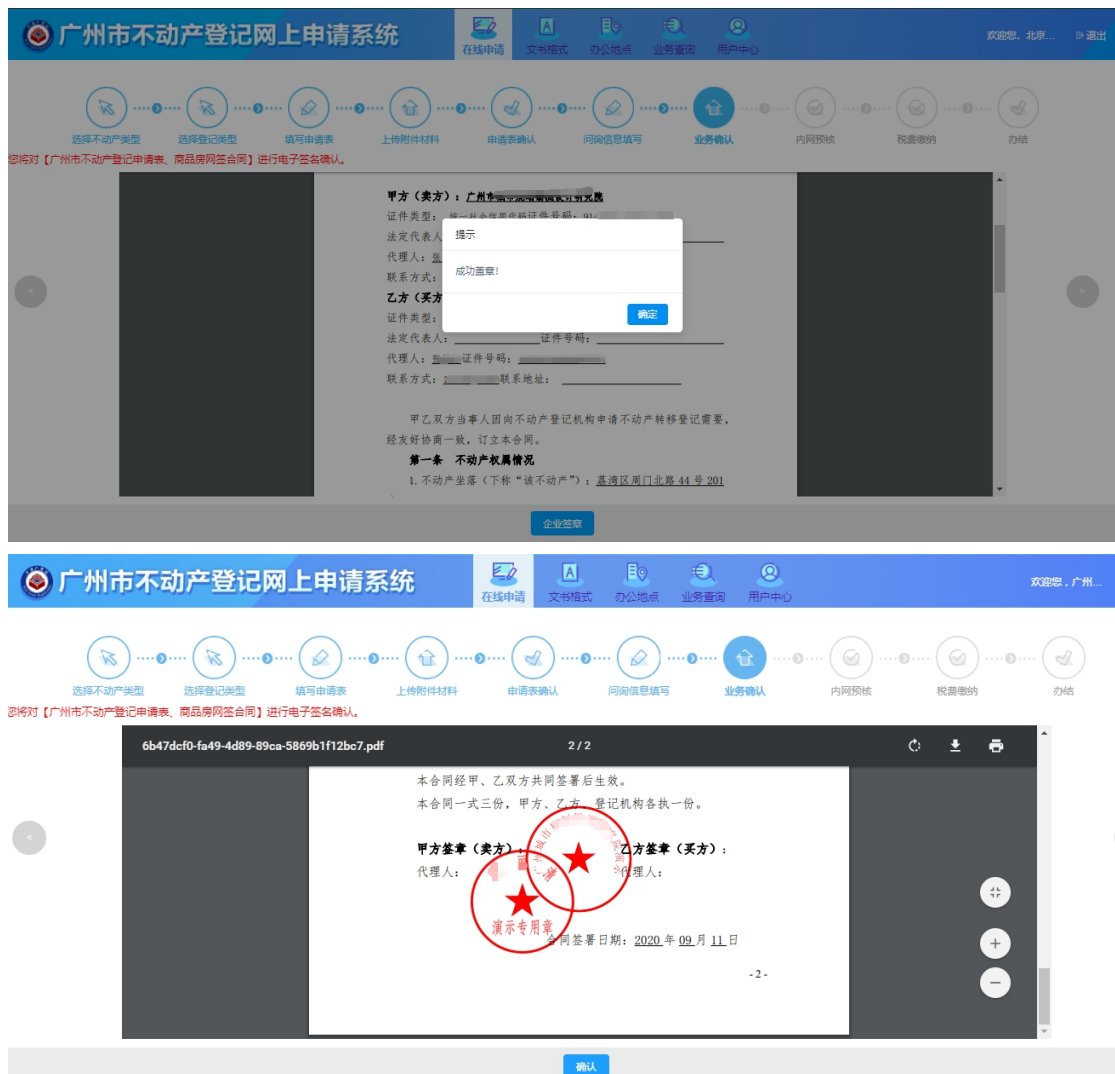 广州市不动产登记网上申请系统
在线申请 文书格式 办公地点 业务查询 用户中心
欢迎您, 北京... 退出
选择不动产类型 选择登记类型 填写申请表 上传附件材料 申请表确认 问询信息填写 业务确认 内网预核 税费缴纳 办结
您将对【广州市不动产登记申请表、商品房网签合同】进行电子签名确认。
甲方（卖方）：广州市
证件类型： 统一社会信用代码证件号码：91
法定代表人
代理人：张
联系方式：
乙方（买方
证件类型：
法定代表人： 证件号码：
代理人：张 证件号码：
联系方式： 联系地址：
提示
成功盖章!
确定
甲乙双方当事人因向不动产登记机构申请不动产转移登记需要，
经友好协商一致，订立本合同。
第一条 不动产权属情况
1. 不动产坐落（下称“该不动产”）：荔湾区周门北路 44 号 201
企业签章
广州市不动产登记网上申请系统
在线申请 文书格式 办公地点 业务查询 用户中心
欢迎您，广州...
选择不动产类型 选择登记类型 填写申请表 上传附件材料 申请表确认 问询信息填写 业务确认 内网预核 税费缴纳 办结
您将对【广州市不动产登记申请表、商品房网签合同】进行电子签名确认。
6b47dcf0-fa49-4d89-89ca-5869b1f12bc7.pdf 2 / 2
本合同经甲、乙双方共同签署后生效。
本合同一式三份，甲方、乙方、登记机构各执一份。
甲方签章（卖方）： 乙方签章（买方）：
代理人： 代理人：
演示专用章
合同签署日期：2020 年 09 月 11 日
- 2 -
确认